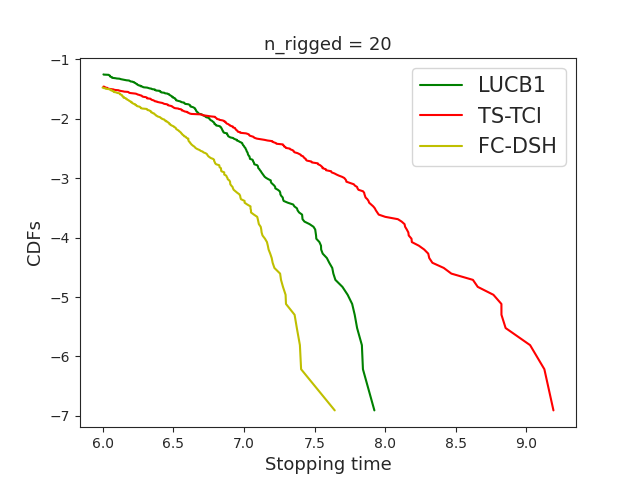 n_rigged = 20
LUCB1
TS-TCI
FC-DSH
CDFs
−1
−2
−3
−4
−5
−6
−7
6.0 6.5 7.0 7.5 8.0 8.5 9.0
Stopping time